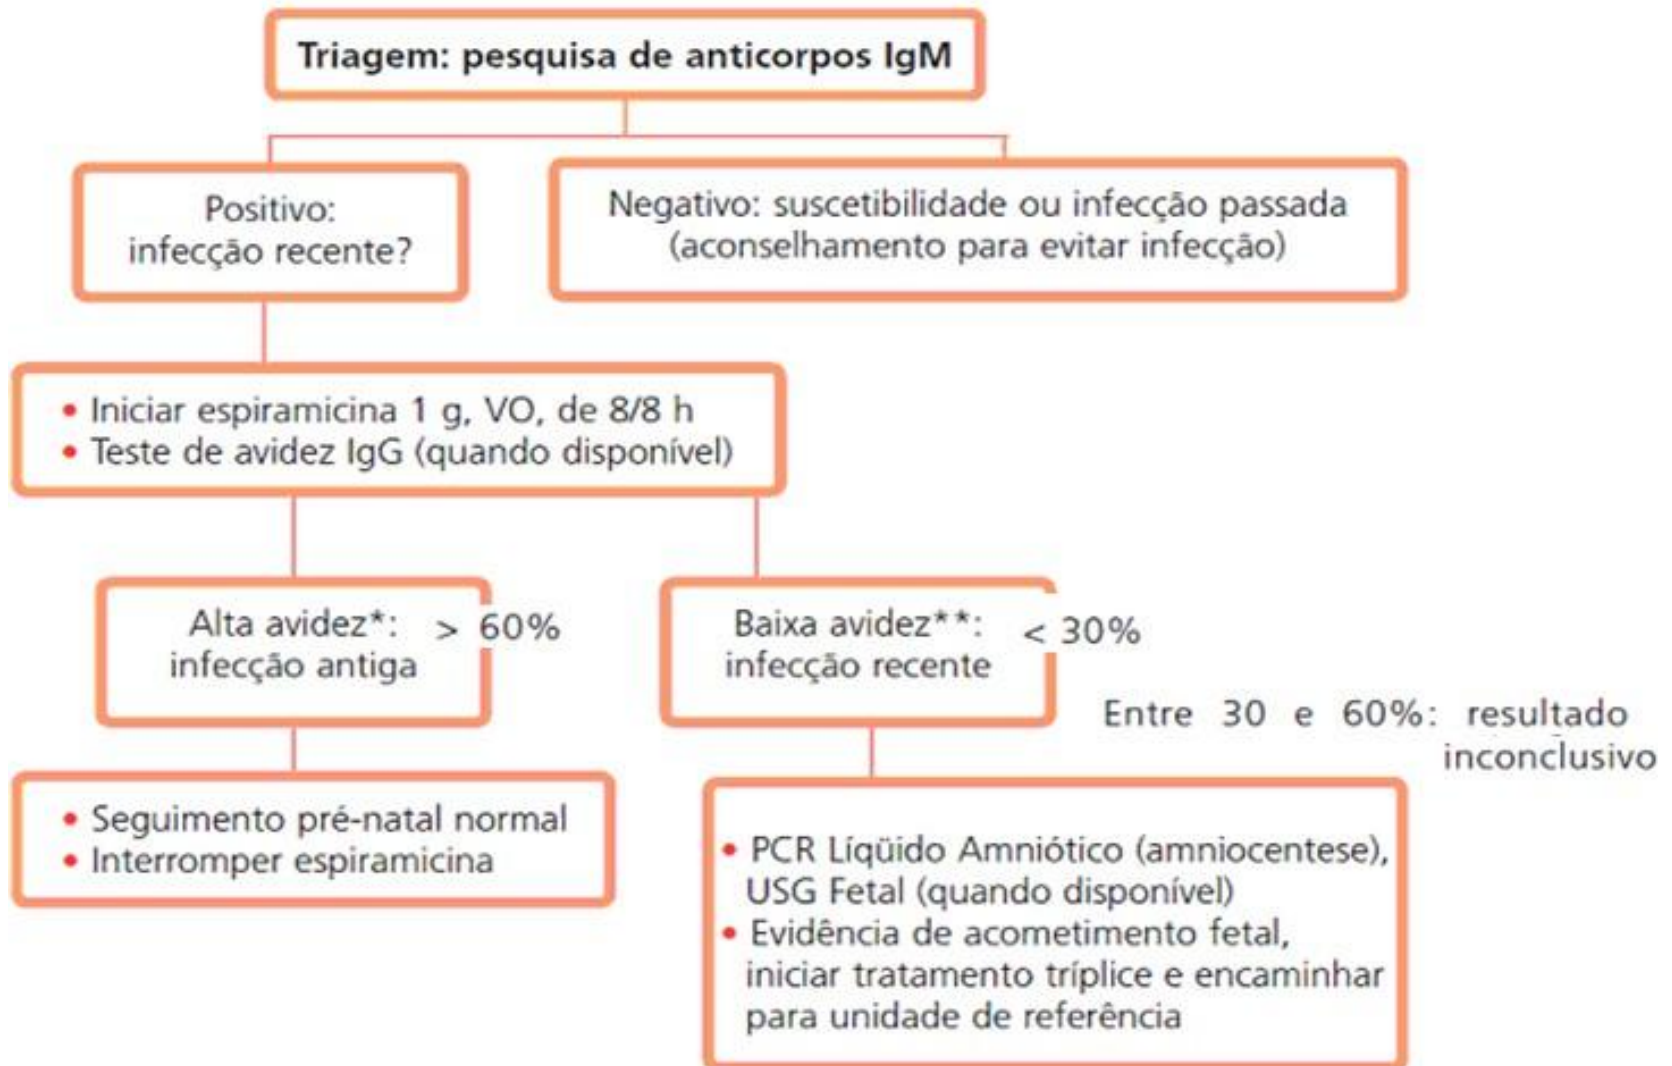 Triagem: pesquisa de anticorpos IgM
Positivo:
infecção recente?
Negativo: suscetibilidade ou infecção passada
(aconselhamento para evitar infecção)
• Iniciar espiramicina 1 g, VO, de 8/8 h
• Teste de avidez IgG (quando disponível)
Alta avidez*: > 60%
infecção antiga
Baixa avidez**: < 30%
infecção recente
Entre 30 e 60%: resultado
inconclusivo
• Seguimento pré-natal normal
• Interromper espiramicina
• PCR Líqüido Amniótico (amniocentese),
USG Fetal (quando disponível)
• Evidência de acometimento fetal,
iniciar tratamento tríplice e encaminhar
para unidade de referência